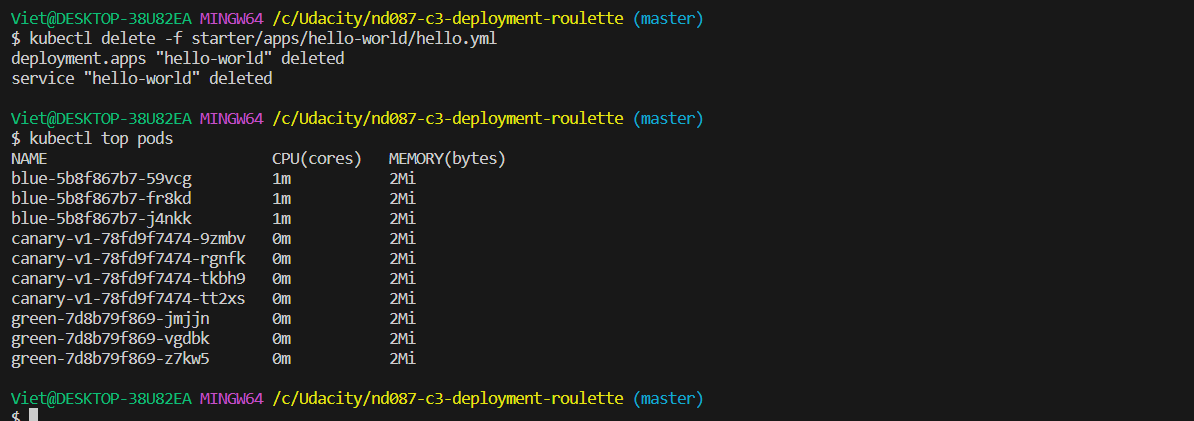 Viet@DESKTOP-38U82EA MINGW64 /c/Udacity/nd087-c3-deployment-roulette (master)
$ kubectl delete -f starter/apps/hello-world/hello.yml
deployment.apps "hello-world" deleted
service "hello-world" deleted
Viet@DESKTOP-38U82EA MINGW64 /c/Udacity/nd087-c3-deployment-roulette (master)
$ kubectl top pods
NAME CPU(cores) MEMORY(bytes)
blue-5b8f867b7-59vcg 1m 2Mi
blue-5b8f867b7-fr8kd 1m 2Mi
blue-5b8f867b7-j4nkk 1m 2Mi
canary-v1-78fd9f7474-9zmbv 0m 2Mi
canary-v1-78fd9f7474-rgnfk 0m 2Mi
canary-v1-78fd9f7474-tkbh9 0m 2Mi
canary-v1-78fd9f7474-tt2xs 0m 2Mi
green-7d8b79f869-jmjjn 0m 2Mi
green-7d8b79f869-vgdbk 0m 2Mi
green-7d8b79f869-z7kw5 0m 2Mi
Viet@DESKTOP-38U82EA MINGW64 /c/Udacity/nd087-c3-deployment-roulette (master)
$